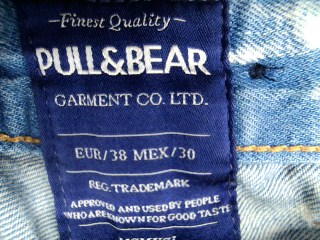 -Finest Quality-
PULL&BEAR
GARMENT CO. LTD.
EUR/38 MEX/30
REG.TRADEMARK
APPROVED AND USED BY PEOPLE
WHO ARE KNOWN FOR GOOD TASTE